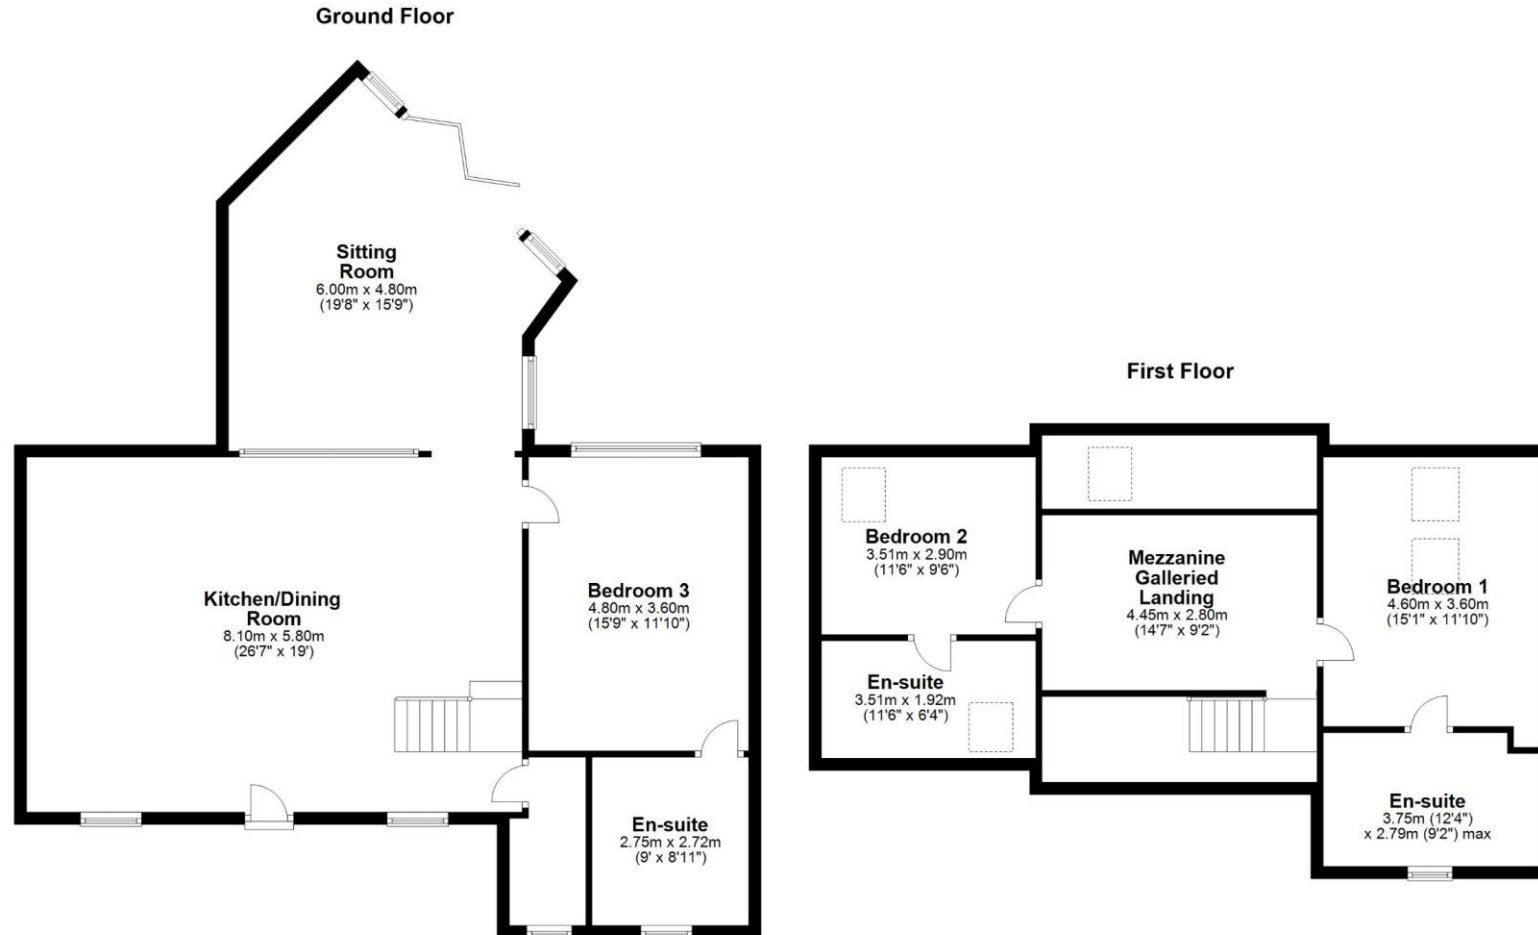 Ground Floor
Sitting
Room
6.00m x 4.80m
(19'8" x 15'9")
Kitchen/Dining
Room
8.10m x 5.80m
(26'7" x 19')
Bedroom 3
4.80m x 3.60m
(15'9" x 11'10")
En-suite
2.75m x 2.72m
(9' x 8'11")
First Floor
Bedroom 2
3.51m x 2.90m
(11'6" x 9'6")
En-suite
3.51m x 1.92m
(11'6" x 6'4")
Mezzanine
Galleried
Landing
4.45m x 2.80m
(14'7" x 9'2")
Bedroom 1
4.60m x 3.60m
(15'1" x 11'10")
En-suite
3.75m (12'4")
x 2.79m (9'2") max